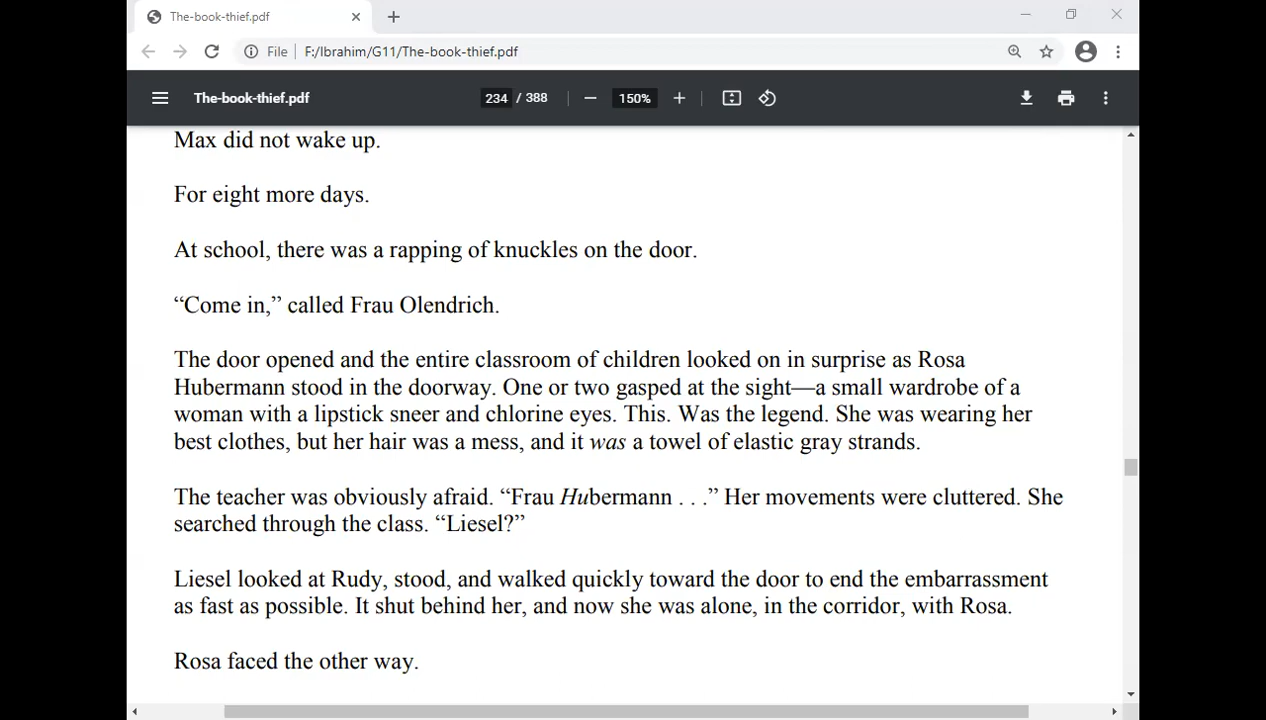 The-book-thief.pdf
File F:/Ibrahim/G11/The-book-thief.pdf
The-book-thief.pdf 234 / 388 150%
Max did not wake up.
For eight more days.
At school, there was a rapping of knuckles on the door.
“Come in,” called Frau Olendrich.
The door opened and the entire classroom of children looked on in surprise as Rosa
Hubermann stood in the doorway. One or two gasped at the sight—a small wardrobe of a
woman with a lipstick sneer and chlorine eyes. This. Was the legend. She was wearing her
best clothes, but her hair was a mess, and it was a towel of elastic gray strands.
The teacher was obviously afraid. “Frau Hubermann . . .” Her movements were cluttered. She
searched through the class. “Liesel?”
Liesel looked at Rudy, stood, and walked quickly toward the door to end the embarrassment
as fast as possible. It shut behind her, and now she was alone, in the corridor, with Rosa.
Rosa faced the other way.